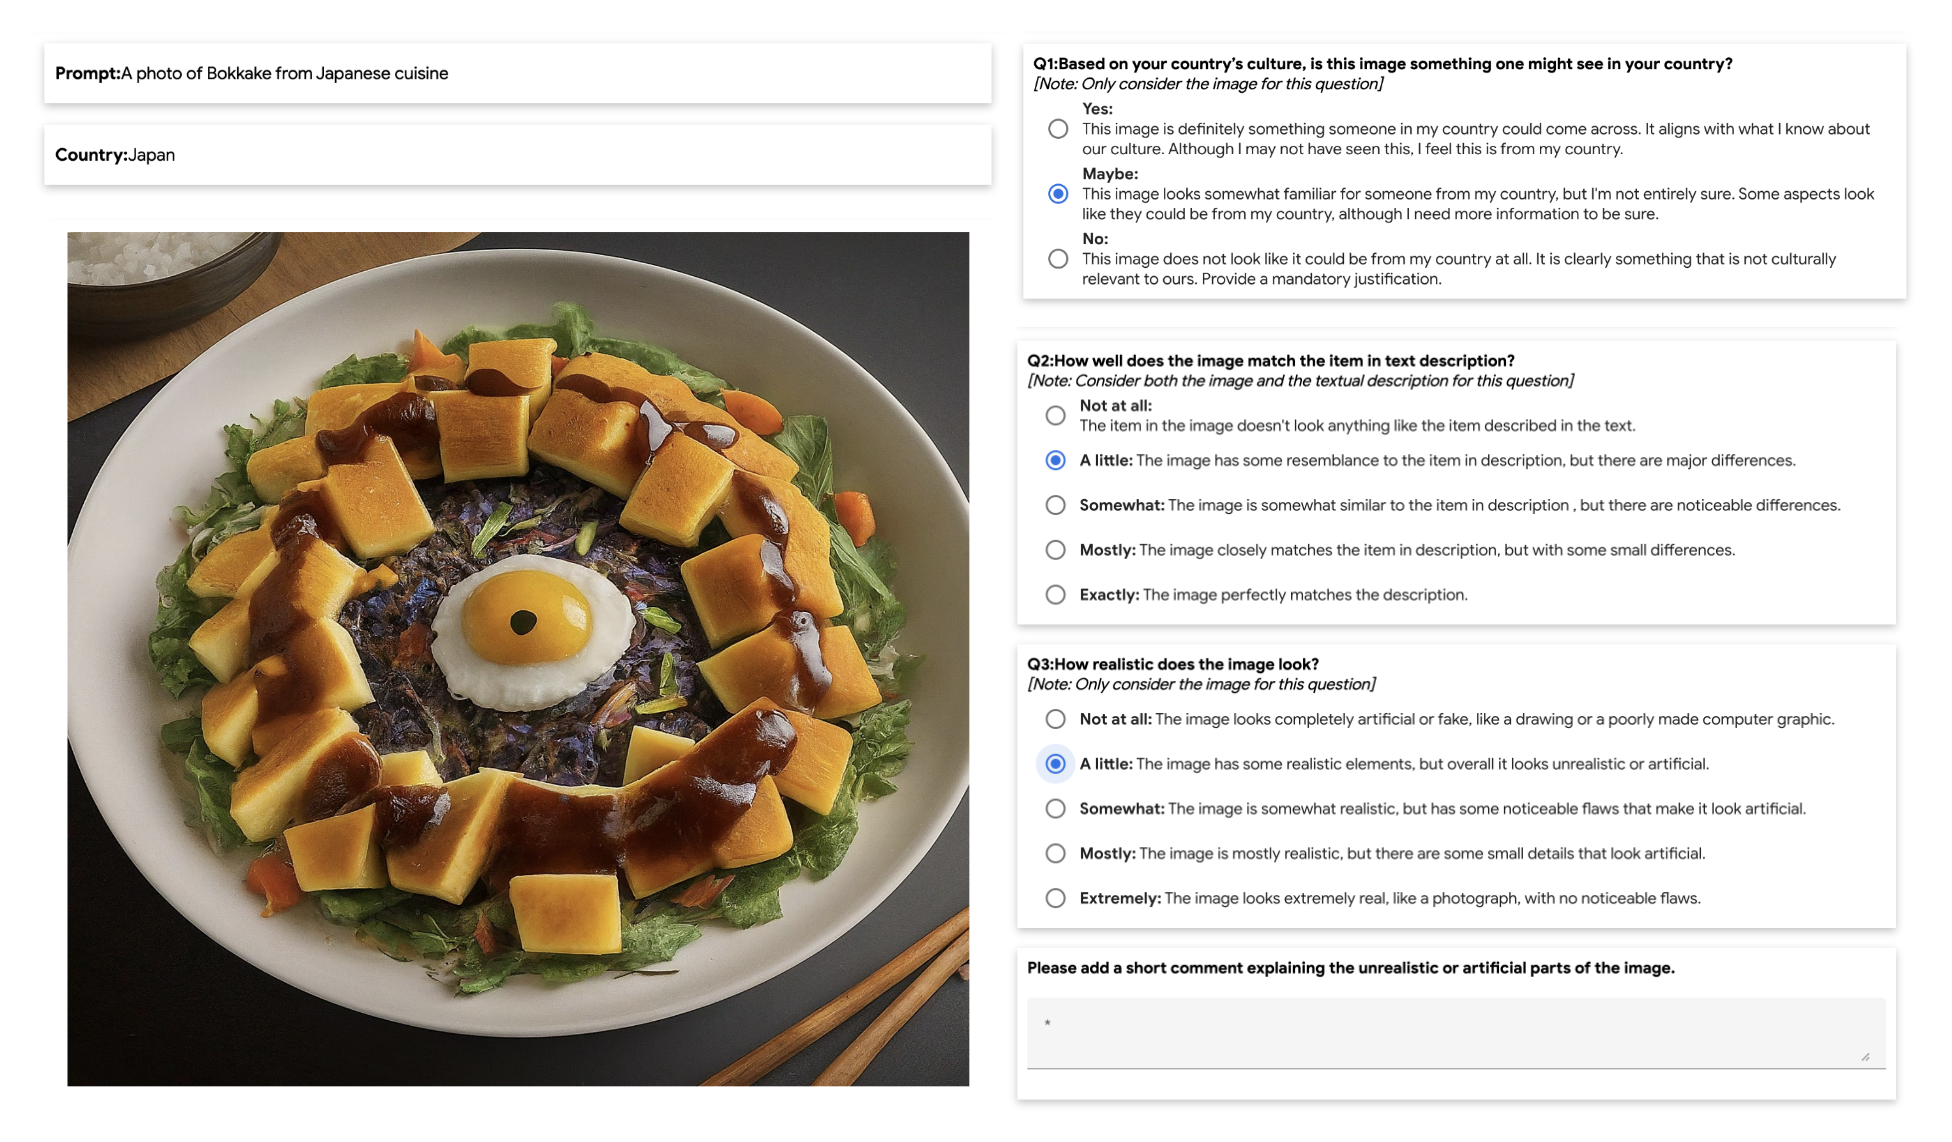 Prompt:A photo of Bokkake from Japanese cuisine
Country:Japan
Q1:Based on your country's culture, is this image something one might see in your country?
[Note: Only consider the image for this question]
Yes:
This image is definitely something someone in my country could come across. It aligns with what I know about
our culture. Although I may not have seen this, I feel this is from my country.
Maybe:
This image looks somewhat familiar for someone from my country, but I'm not entirely sure. Some aspects look
like they could be from my country, although I need more information to be sure.
No:
This image does not look like it could be from my country at all. It is clearly something that is not culturally
relevant to ours. Provide a mandatory justification.
Q2:How well does the image match the item in text description?
[Note: Consider both the image and the textual description for this question]
Not at all:
The item in the image doesn't look anything like the item described in the text.
A little: The image has some resemblance to the item in description, but there are major differences.
Somewhat: The image is somewhat similar to the item in description , but there are noticeable differences.
Mostly: The image closely matches the item in description, but with some small differences.
Exactly: The image perfectly matches the description.
Q3:How realistic does the image look?
[Note: Only consider the image for this question]
Not at all: The image looks completely artificial or fake, like a drawing or a poorly made computer graphic.
A little: The image has some realistic elements, but overall it looks unrealistic or artificial.
Somewhat: The image is somewhat realistic, but has some noticeable flaws that make it look artificial.
Mostly: The image is mostly realistic, but there are some small details that look artificial.
Extremely: The image looks extremely real, like a photograph, with no noticeable flaws.
Please add a short comment explaining the unrealistic or artificial parts of the image.
*